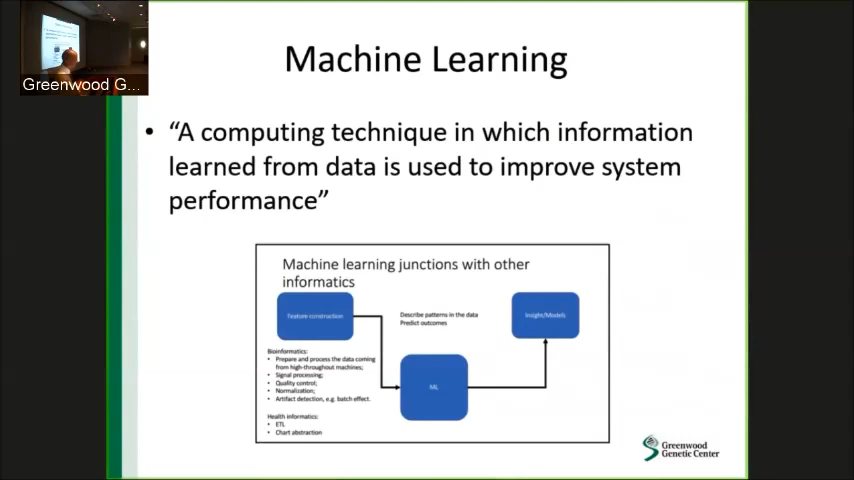 Greenwood G...
Machine Learning
• “A computing technique in which information
learned from data is used to improve system
performance”
Machine learning junctions with other
informatics
Feature construction
Describe patterns in the data
Predict outcomes
Insight/Models
Bioinformatics:
• Prepare and process the data coming
from high-throughout machines;
• Signal processing;
• Quality control;
• Normalization;
• Artifact detection, e.g. batch effect.
ML
Health informatics:
• ETL
• Chart abstraction
Greenwood
Genetic Center